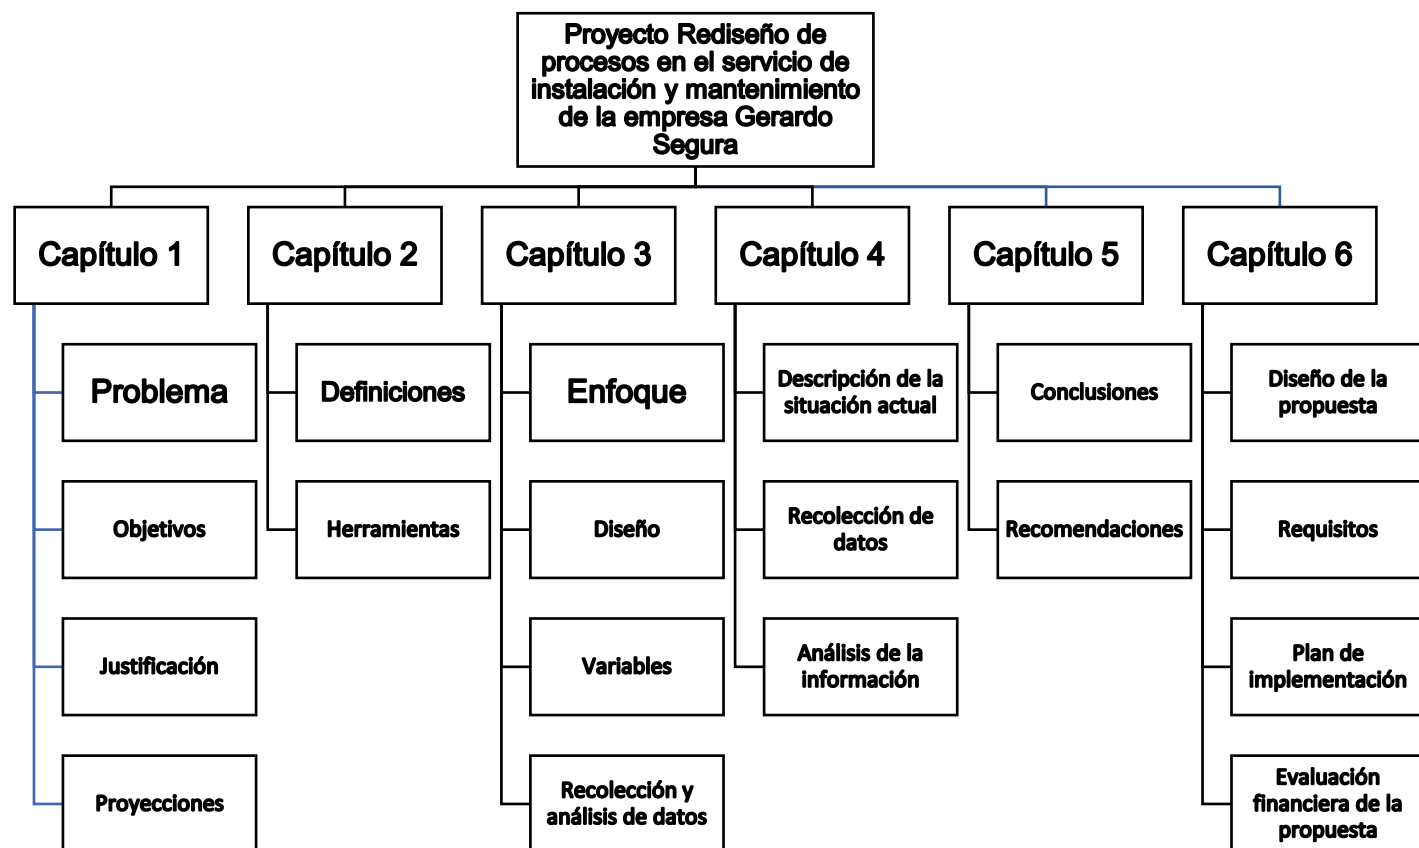 Proyecto Rediseño de
procesos en el servicio de
instalación y mantenimiento
de la empresa Gerardo
Segura
Capítulo 1
Capítulo 2
Capítulo 3
Capítulo 4
Capítulo 5
Capítulo 6
Problema
Objetivos
Justificación
Proyecciones
Definiciones
Herramientas
Enfoque
Diseño
Variables
Recolección y
análisis de datos
Descripción de la
situación actual
Recolección de
datos
Análisis de la
información
Conclusiones
Recomendaciones
Diseño de la
propuesta
Requisitos
Plan de
implementación
Evaluación
financiera de la
propuesta